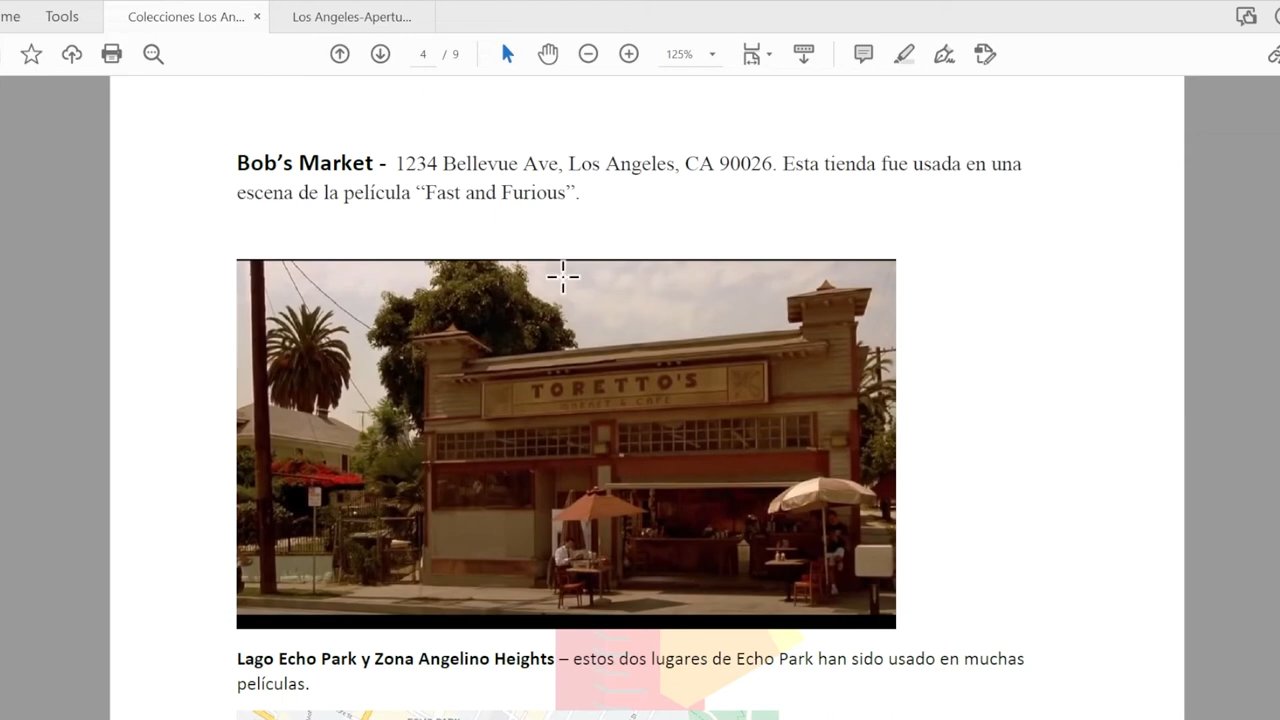 me Tools Colecciones Los An... × Los Angeles-Apertu...
4 / 9 125%
Bob’s Market - 1234 Bellevue Ave, Los Angeles, CA 90026. Esta tienda fue usada en una
escena de la película “Fast and Furious”.
TORETTO'S
MARKET & CAFE
Lago Echo Park y Zona Angelino Heights – estos dos lugares de Echo Park han sido usado en muchas
películas.
ECHO PARK